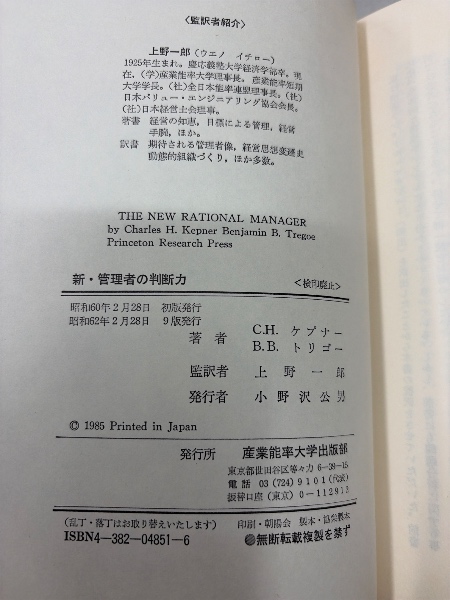 〈監訳者紹介〉
上野一郎（ウエノ イチロー）
1925年生まれ。慶応義塾大学経済学部卒。現
在，（学）産業能率大学理事長。産業能率短期
大学学長。（社）全日本能率連盟理事長。（社）
日本バリュー・エンジニアリング協会会長。
（社）日本経営士会理事。
著書 経営の知恵，目標による管理，経営
手腕，ほか。
訳書 期待される管理者像，経営思想変遷史
動態的組織づくり，ほか多数。
THE NEW RATIONAL MANAGER
by Charles H. Kepner Benjamin B. Tregoe
Princeton Research Press
新・管理者の判断力
〈検印廃止〉
昭和60年2月28日 初版発行
昭和62年2月28日 9版発行
著者 C.H. ケプナー
B.B. トリゴー
監訳者 上野一郎
発行者 小野沢公男
© 1985 Printed in Japan
発行所 産業能率大学出版部
東京都世田谷区等々力 6―39―15
電話 03（724）9101（代）
振替口座（東京）0―112912
（乱丁・落丁はお取り替えいたします）
印刷・朝陽会 製本・協栄製本
ISBN4―382―04851―6
無断転載複製を禁ず